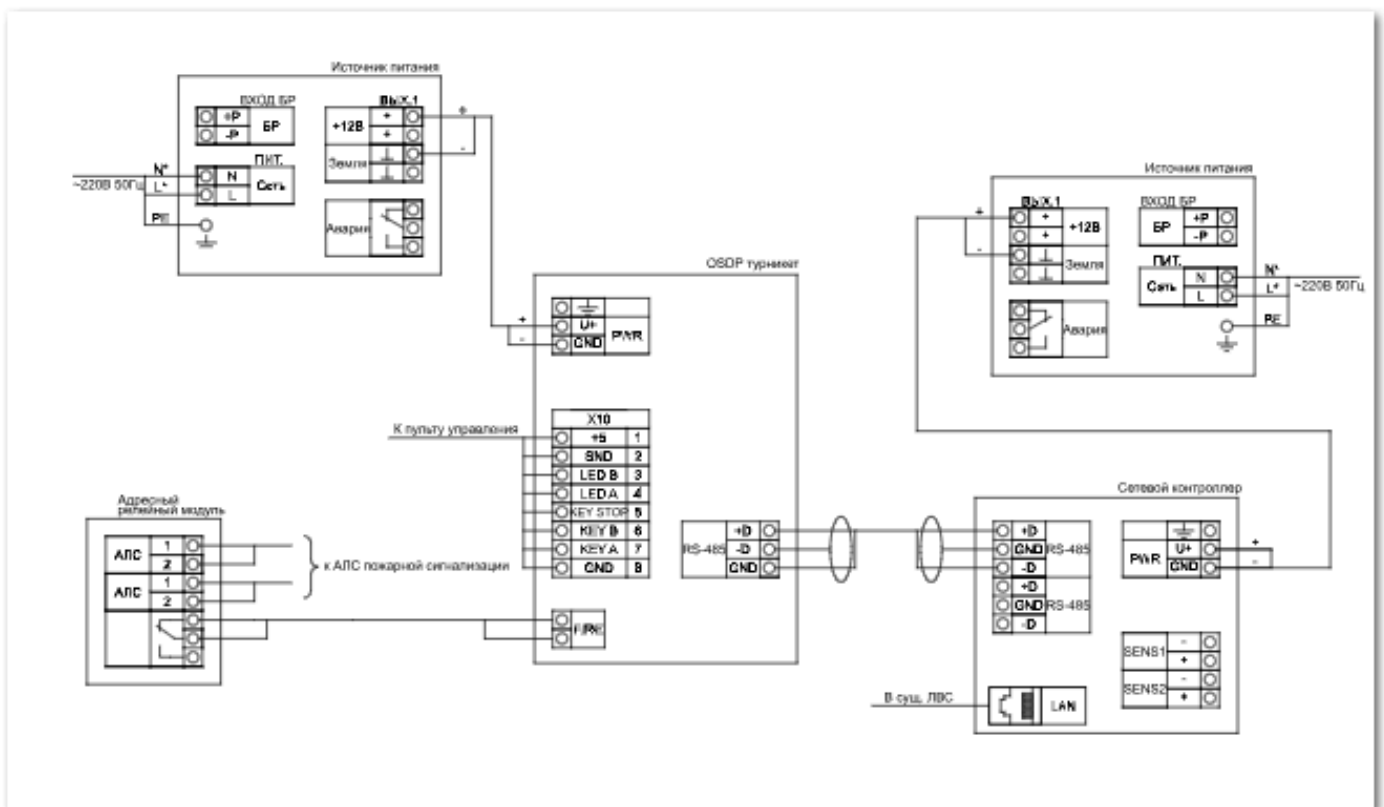 Источник питания
ВХОД БР
ВЫХ.1
+Р
-Р
БР
+12В
+
+
Земля
+
-
ПИТ.
N*
L*
~220В 50Гц
N
L
Сеть
PE
Авария
Источник питания
ВЫХ.1
ВХОД БР
+
-
+
+
+12В
Земля
БР
+Р
-Р
ПИТ.
Сеть
N
L
N*
L*
~220В 50Гц
PE
Авария
OSDP турникет
+
-
U+
GND
PWR
К пульту управления
X10
+5 1
GND 2
LED B 3
LED A 4
KEY STOP 5
KEY B 6
KEY A 7
GND 8
RS-485
+D
-D
GND
FIRE
Адресный
релейный модуль
АЛС
1
2
АЛС
1
2
к АЛС пожарной сигнализации
Сетевой контроллер
+D
GND
-D
RS-485
+D
GND
-D
RS-485
PWR
U+
GND
+
-
SENS1
-
+
SENS2
-
+
В сущ. ЛВС
LAN